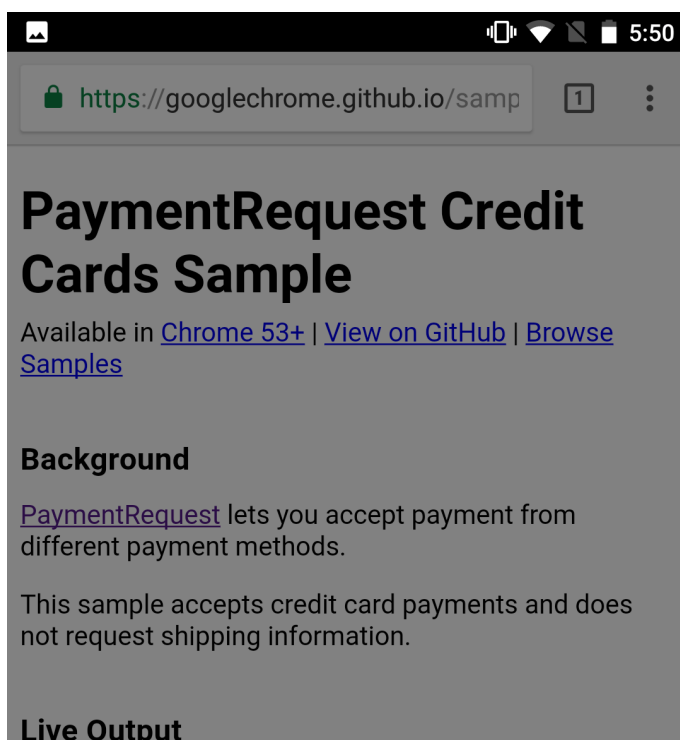 5:50
https://googlechrome.github.io/samp
1
PaymentRequest Credit
Cards Sample
Available in Chrome 53+ | View on GitHub | Browse
Samples
Background
PaymentRequest lets you accept payment from
different payment methods.
This sample accepts credit card payments and does
not request shipping information.
Live Output